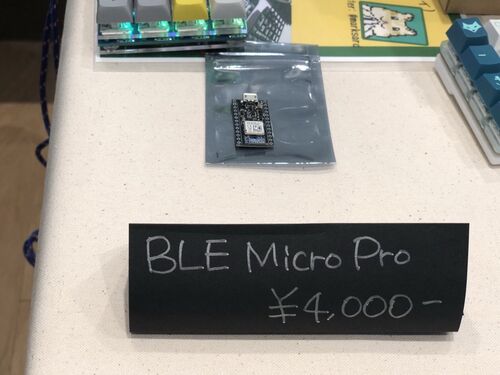 BLE Micro Pro
¥4,000-